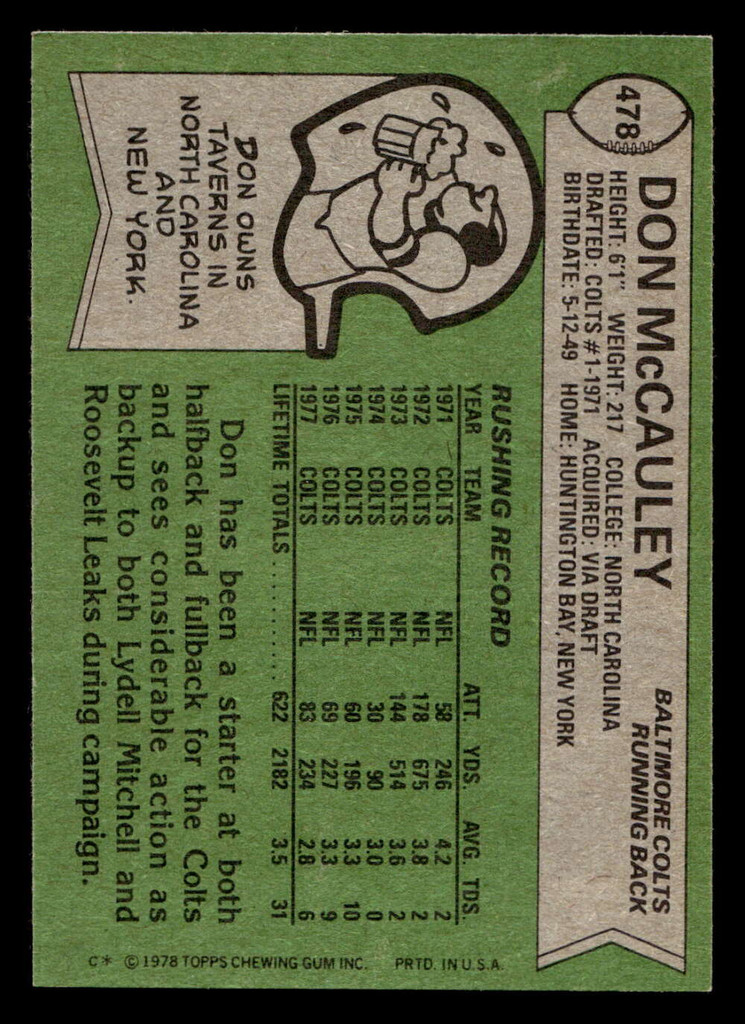 478
DON McCAULEY
BALTIMORE COLTS
RUNNING BACK
HEIGHT: 6'1" WEIGHT: 217 COLLEGE: NORTH CAROLINA
DRAFTED: COLTS #1-1971 ACQUIRED: VIA DRAFT
BIRTHDATE: 5-12-49 HOME: HUNTINGTON BAY, NEW YORK
DON OWNS
TAVERNS IN
NORTH CAROLINA
AND
NEW YORK.
RUSHING RECORD
YEAR TEAM ATT. YDS. AVG. TDS.
1971 COLTS NFL 58 246 4.2 2
1972 COLTS NFL 178 675 3.8 2
1973 COLTS NFL 144 514 3.6 2
1974 COLTS NFL 30 90 3.0 0
1975 COLTS NFL 60 196 3.3 10
1976 COLTS NFL 69 227 3.3 9
1977 COLTS NFL 83 234 2.8 6
LIFETIME TOTALS .......... 622 2182 3.5 31
Don has been a starter at both
halfback and fullback for the Colts
and sees considerable action as
backup to both Lydell Mitchell and
Roosevelt Leaks during campaign.
C* © 1978 TOPPS CHEWING GUM INC. PRTD. IN U.S.A.